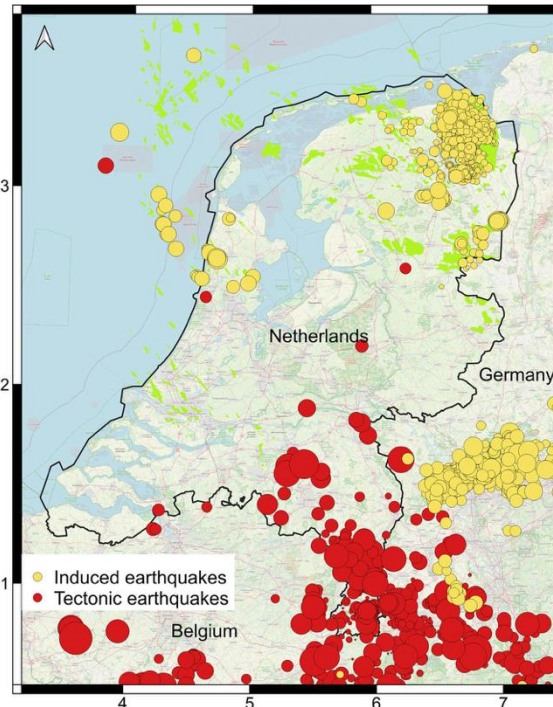 3
Netherlands
2
Germany
Induced earthquakes
1
Tectonic earthquakes
Belgium
4
5
6
7